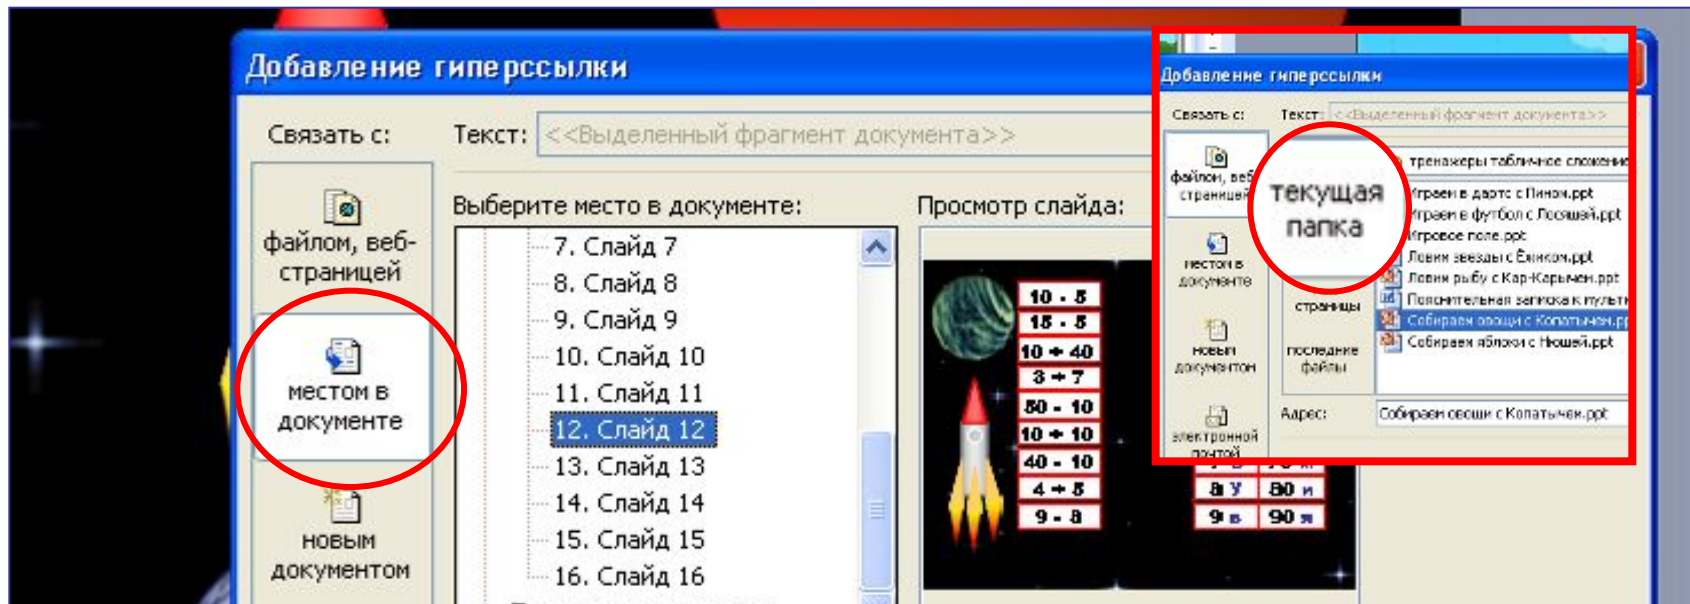 Добавление гиперссылки
Связать с:
Текст: <<Выделенный фрагмент документа>>
файлом, веб-
страницей
местом в
документе
новым
документом
Выберите место в документе:
7. Слайд 7
8. Слайд 8
9. Слайд 9
10. Слайд 10
11. Слайд 11
12. Слайд 12
13. Слайд 13
14. Слайд 14
15. Слайд 15
16. Слайд 16
Просмотр слайда:
10 - 5
15 - 5
10 + 40
3 + 7
50 - 10
10 + 10
40 - 10
4 + 5
9 - 8
8 У 80 и
9 в 90 я
Добавление гиперссылки
Связать с:
Текст: <<Выделенный фрагмент документа>>
файлом, веб
страницей
местом в
документе
новым
документом
электронной
почтой
текущая
папка
страницы
последние
файлы
тренажеры табличное сложение
Играем в дартс с Пином.ppt
Играем в футбол с Лосяшей.ppt
Игровое поле.ppt
Ловим звезды с Ёжиком.ppt
Ловим рыбу с Кар-Карычем.ppt
Пояснительная записка к мульти
Собираем овощи с Копатычем.pp
Собираем яблоки с Нюшей.ppt
Адрес:
Собираем овощи с Копатычем.ppt